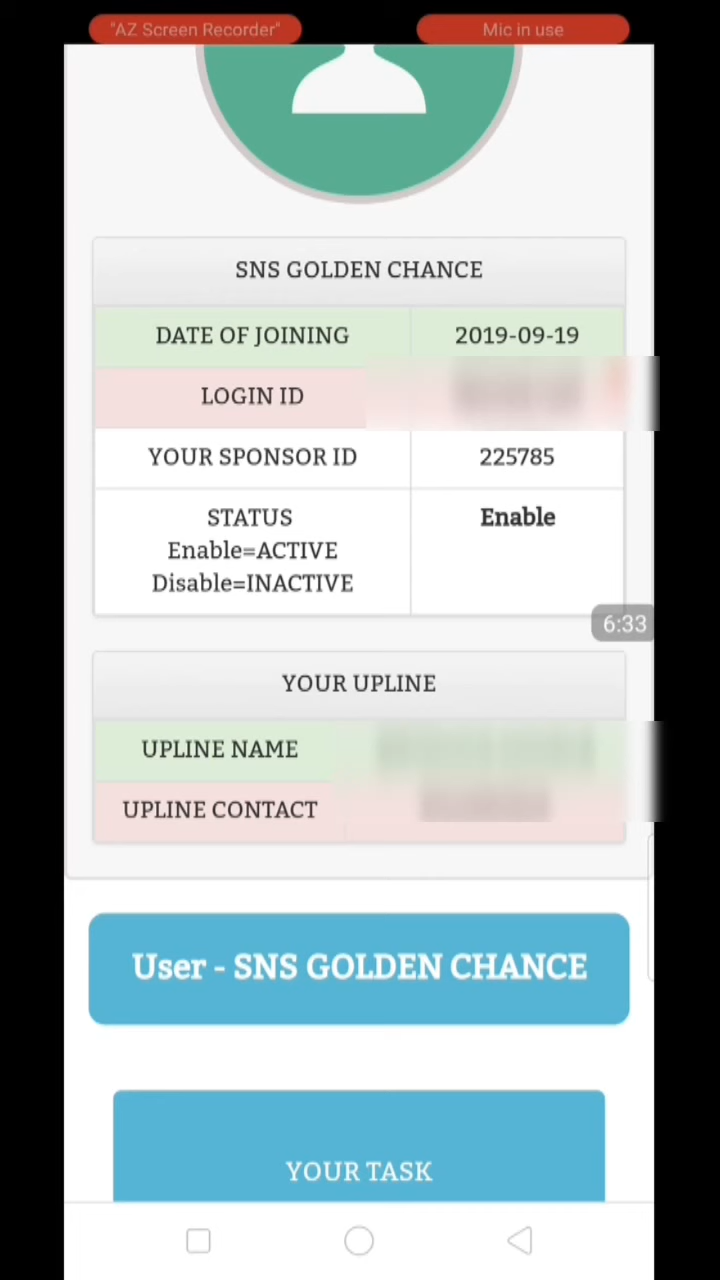 "AZ Screen Recorder"
Mic in use
SNS GOLDEN CHANCE
DATE OF JOINING 2019-09-19
LOGIN ID
YOUR SPONSOR ID 225785
STATUS Enable
Enable=ACTIVE
Disable=INACTIVE
6:33
YOUR UPLINE
UPLINE NAME
UPLINE CONTACT
User - SNS GOLDEN CHANCE
YOUR TASK